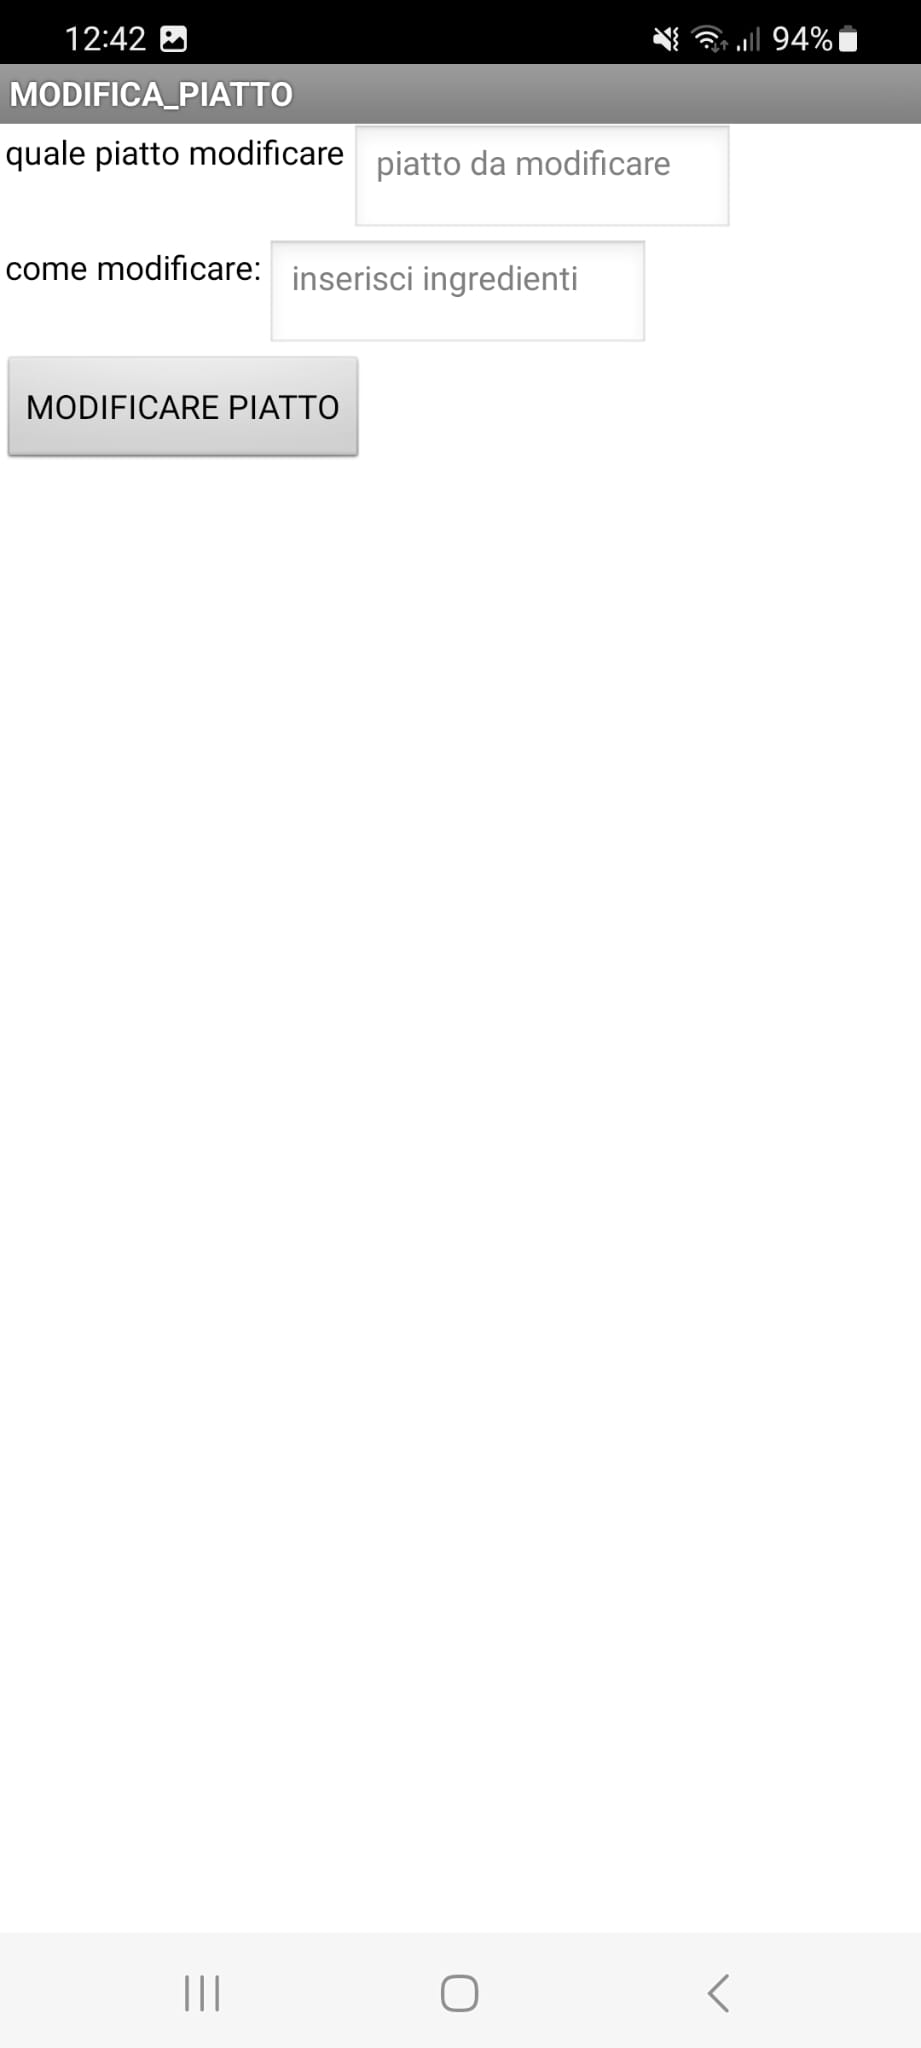 12:42 94%
MODIFICA_PIATTO
quale piatto modificare piatto da modificare
come modificare: inserisci ingredienti
MODIFICARE PIATTO